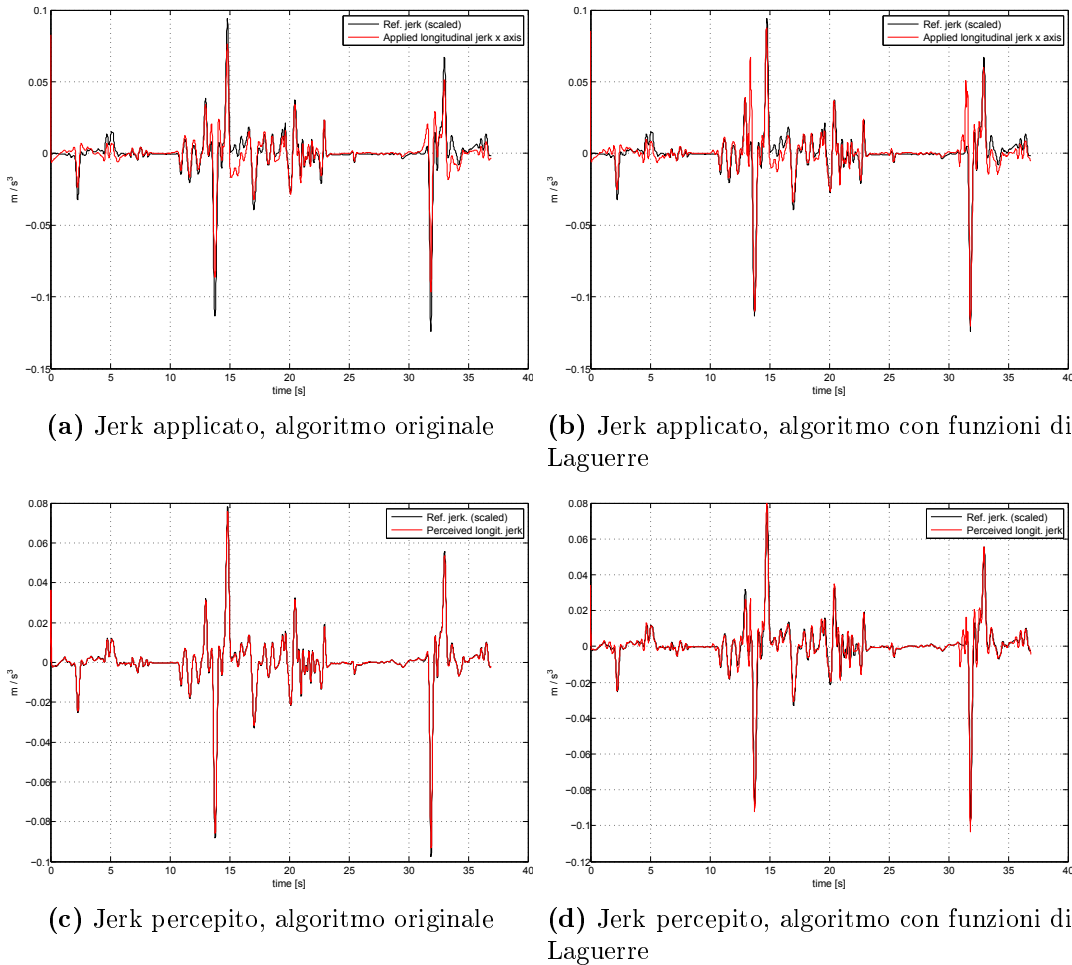 0.1
0.05
0
−0.05
−0.1
−0.15
m / s³
0 5 10 15 20 25 30 35 40
time [s]
Ref. jerk (scaled)
Applied longitudinal jerk x axis
(a) Jerk applicato, algoritmo originale
0.1
0.05
0
−0.05
−0.1
−0.15
m / s³
0 5 10 15 20 25 30 35 40
time [s]
Ref. jerk (scaled)
Applied longitudinal jerk x axis
(b) Jerk applicato, algoritmo con funzioni di
Laguerre
0.08
0.06
0.04
0.02
0
−0.02
−0.04
−0.06
−0.08
−0.1
m / s³
0 5 10 15 20 25 30 35 40
time [s]
Ref. jerk. (scaled)
Perceived longit. jerk
(c) Jerk percepito, algoritmo originale
0.08
0.06
0.04
0.02
0
−0.02
−0.04
−0.06
−0.08
−0.1
−0.12
m / s³
0 5 10 15 20 25 30 35 40
time [s]
Ref. jerk. (scaled)
Perceived longit. jerk
(d) Jerk percepito, algoritmo con funzioni di
Laguerre